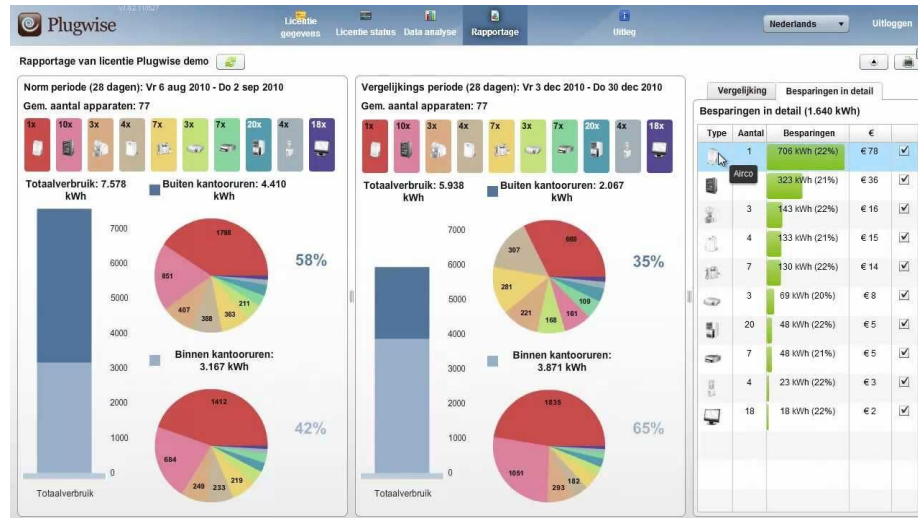 Plugwise
Licentie gegevens
Licentie status
Data analyse
Rapportage
Uitleg
Nederlands
Uitloggen
Rapportage van licentie Plugwise demo
Norm periode (28 dagen): Vr 6 aug 2010 - Do 2 sep 2010
Gem. aantal apparaten: 77
1x 10x 3x 4x 7x 3x 7x 20x 4x 18x
Totaalverbruik: 7.578 kWh
Buiten kantooruren: 4.410 kWh
7000
6000
5000
4000
3000
2000
1000
0
Totaalverbruik
1798
851
407
388
303
211
58%
Binnen kantooruren: 3.167 kWh
1412
684
249
233
219
42%
Vergelijkings periode (28 dagen): Vr 3 dec 2010 - Do 30 dec 2010
Gem. aantal apparaten: 77
1x 10x 3x 4x 7x 3x 7x 20x 4x 18x
Totaalverbruik: 5.938 kWh
Buiten kantooruren: 2.067 kWh
7000
6000
5000
4000
3000
2000
1000
0
Totaalverbruik
307
281
221
168
161
109
35%
Binnen kantooruren: 3.871 kWh
1835
1051
293
182
65%
Vergelijking
Besparingen in detail
Besparingen in detail (1.640 kWh)
Type Aantal Besparingen €
1 706 kWh (22%) € 78
Airco
323 kWh (21%) € 36
3 143 kWh (22%) € 16
4 133 kWh (21%) € 15
7 130 kWh (22%) € 14
3 69 kWh (20%) € 8
20 48 kWh (22%) € 5
7 48 kWh (21%) € 5
4 23 kWh (22%) € 3
18 18 kWh (22%) € 2